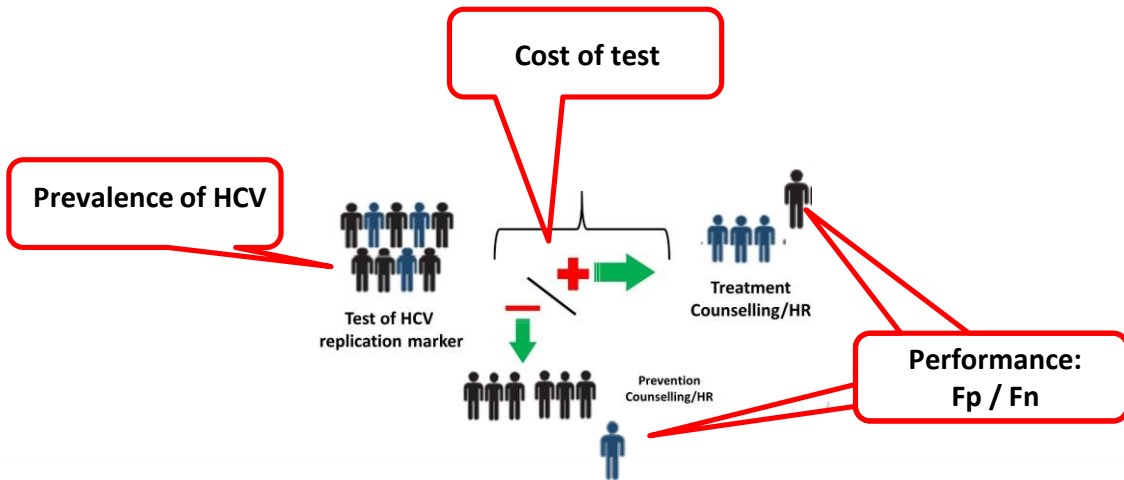 Cost of test
Prevalence of HCV
Test of HCV
replication marker
Treatment
Counselling/HR
Prevention
Counselling/HR
Performance:
Fp / Fn